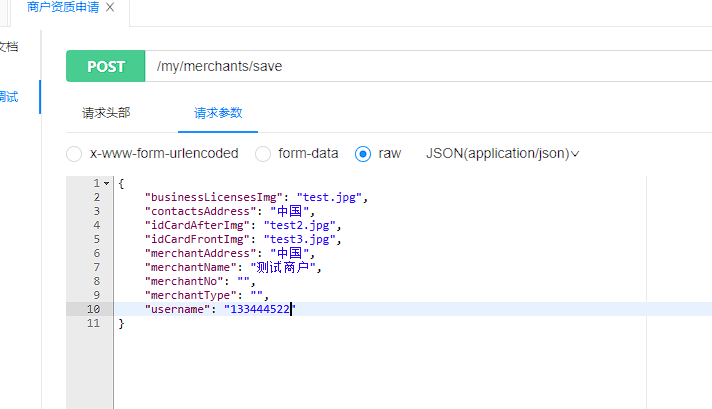 商户资质申请 ×
文档
调试
POST /my/merchants/save
请求头部 请求参数
x-www-form-urlencoded form-data raw JSON(application/json)
1 {
2 "businessLicensesImg": "test.jpg",
3 "contactsAddress": "中国",
4 "idCardAfterImg": "test2.jpg",
5 "idCardFrontImg": "test3.jpg",
6 "merchantAddress": "中国",
7 "merchantName": "测试商户",
8 "merchantNo": "",
9 "merchantType": "",
10 "username": "133444522"
11 }